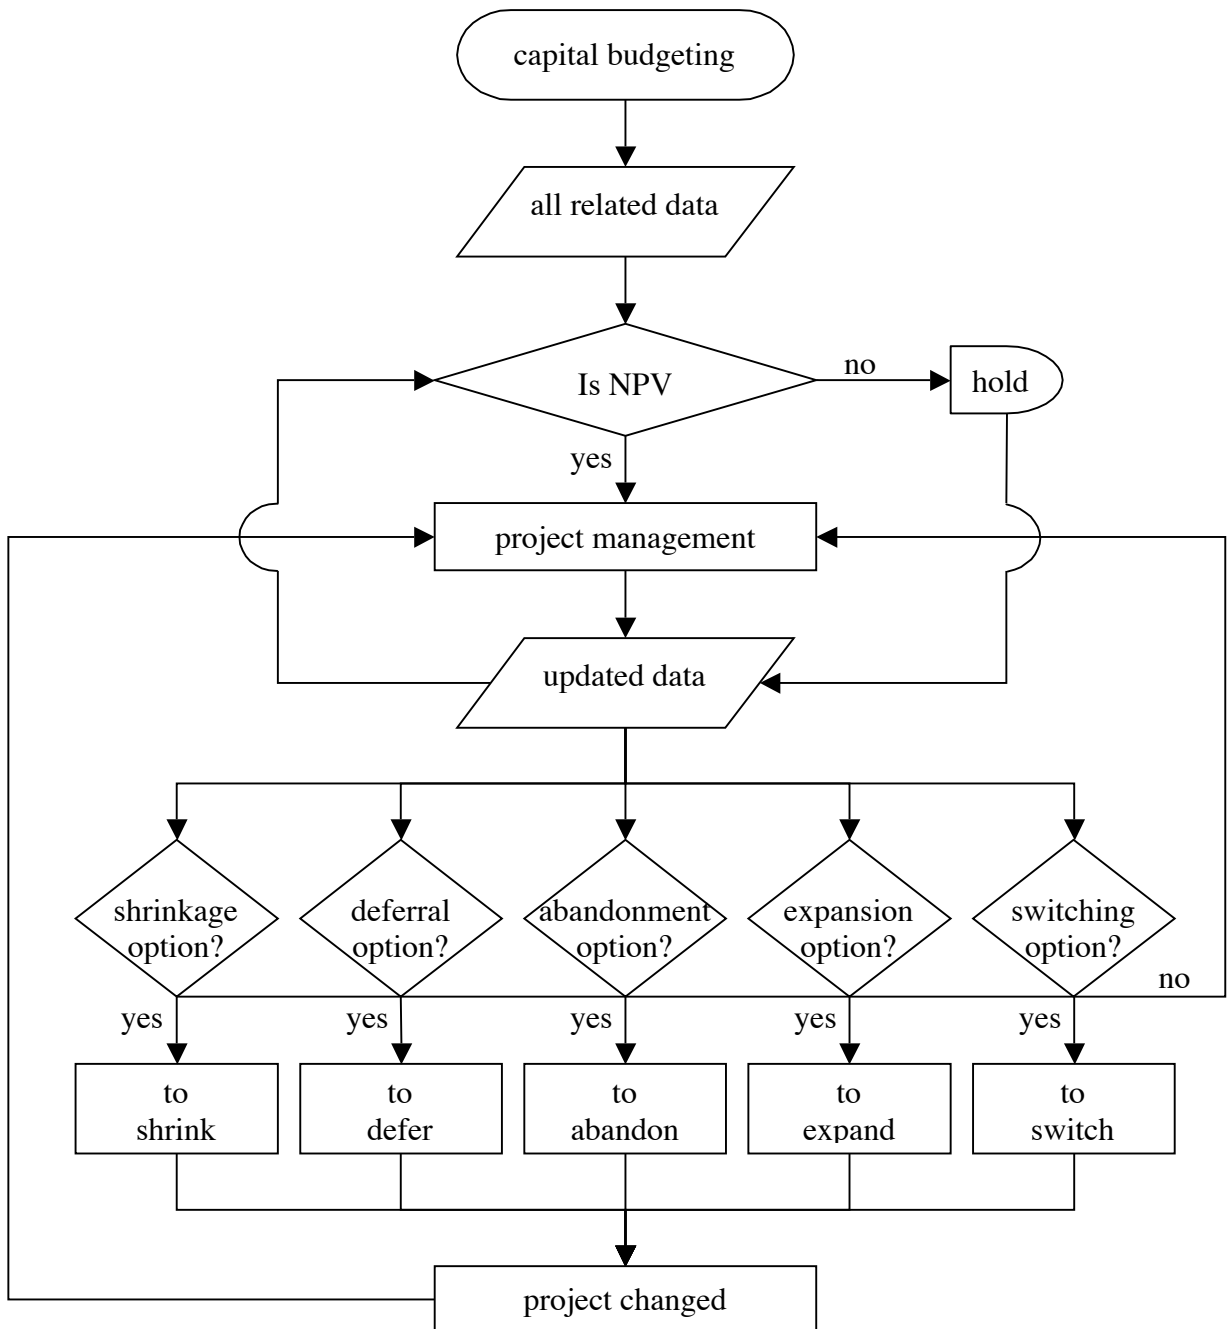 capital budgeting
all related data
Is NPV
no
hold
yes
project management
updated data
shrinkage
option?
deferral
option?
abandonment
option?
expansion
option?
switching
option?
no
yes
yes
yes
yes
yes
to
shrink
to
defer
to
abandon
to
expand
to
switch
project changed